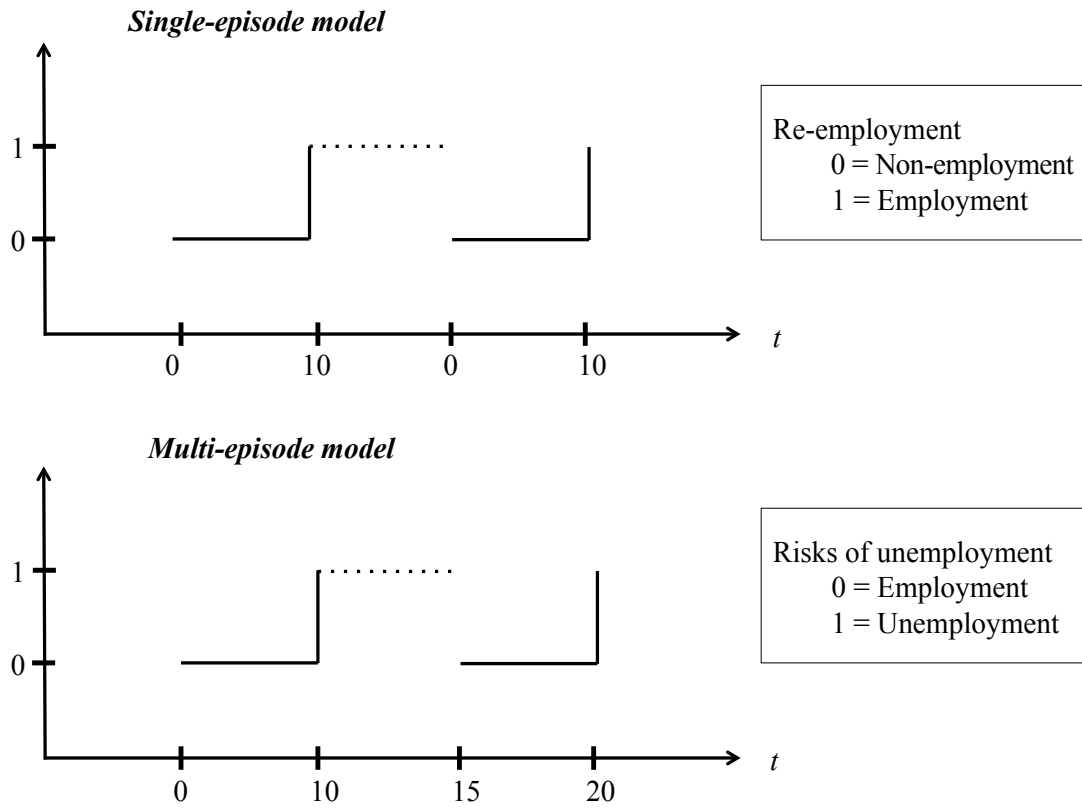 Single-episode model
1
0
0 10 0 10
t
Re-employment
0 = Non-employment
1 = Employment
Multi-episode model
1
0
0 10 15 20
t
Risks of unemployment
0 = Employment
1 = Unemployment